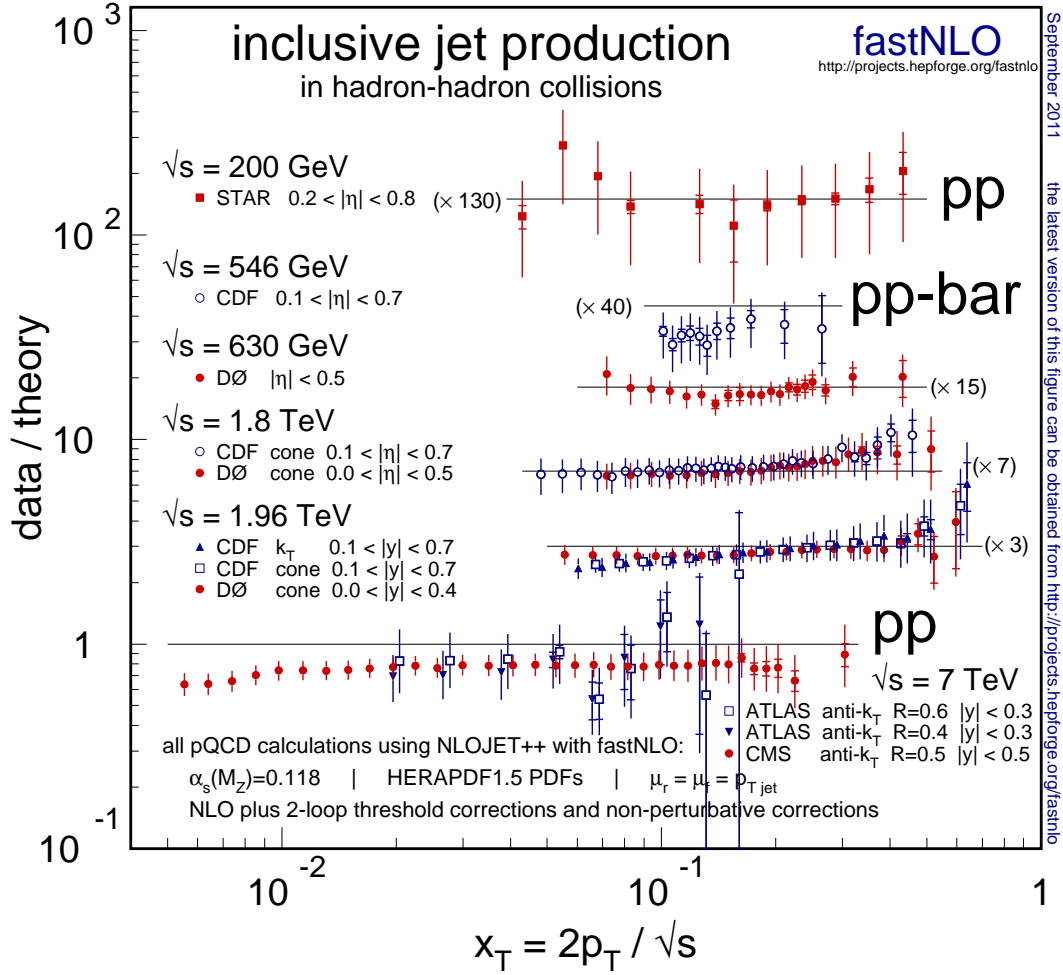 inclusive jet production
in hadron-hadron collisions
fastNLO
http://projects.hepforge.org/fastnlo
√s = 200 GeV
STAR 0.2 < |η| < 0.8 (× 130)
pp
√s = 546 GeV
CDF 0.1 < |η| < 0.7 (× 40)
pp-bar
√s = 630 GeV
DØ |η| < 0.5 (× 15)
√s = 1.8 TeV
CDF cone 0.1 < |η| < 0.7
DØ cone 0.0 < |η| < 0.5
(× 7)
√s = 1.96 TeV
CDF k_T 0.1 < |y| < 0.7
CDF cone 0.1 < |y| < 0.7
DØ cone 0.0 < |y| < 0.4
(× 3)
pp
√s = 7 TeV
ATLAS anti-k_T R=0.6 |y| < 0.3
ATLAS anti-k_T R=0.4 |y| < 0.3
CMS anti-k_T R=0.5 |y| < 0.5
all pQCD calculations using NLOJET++ with fastNLO:
α_s(M_Z)=0.118 | HERAPDF1.5 PDFs | μ_r = μ_f = p_T jet
NLO plus 2-loop threshold corrections and non-perturbative corrections
10^3
10^2
10
1
10^-1
data / theory
10^-2
10^-1
1
x_T = 2p_T / √s
September 2011 the latest version of this figure can be obtained from http://projects.hepforge.org/fastnlo